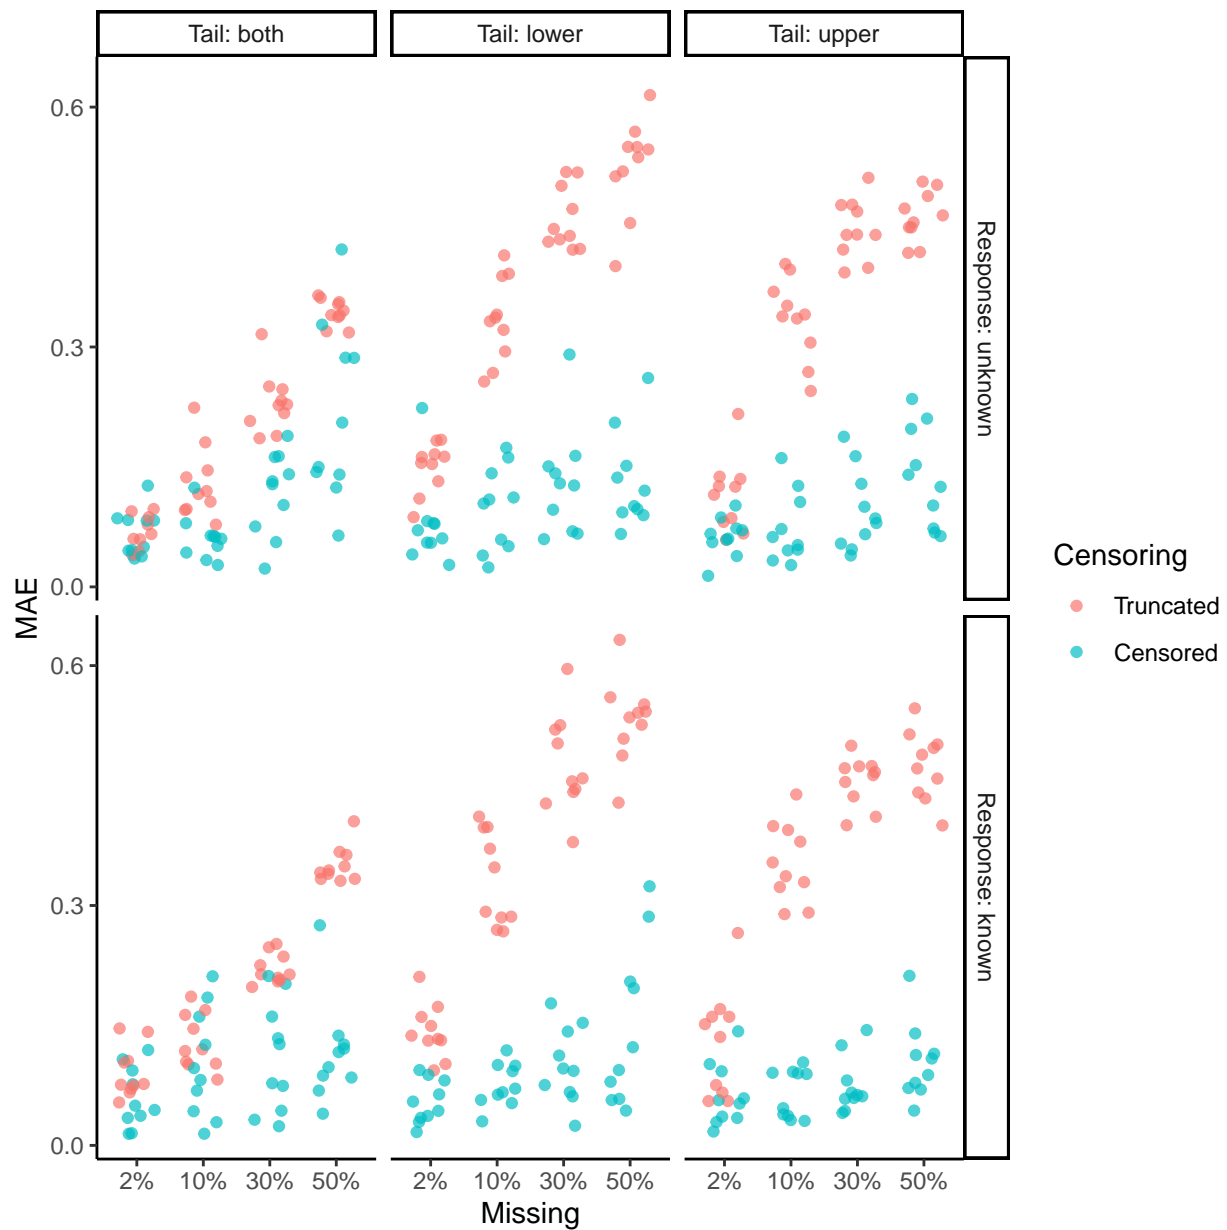 Tail: both
Tail: lower
Tail: upper
0.6
0.3
0.0
Response: unknown
MAE
0.6
0.3
0.0
Response: known
2%
10%
30%
50%
2%
10%
30%
50%
2%
10%
30%
50%
Missing
Censoring
Truncated
Censored